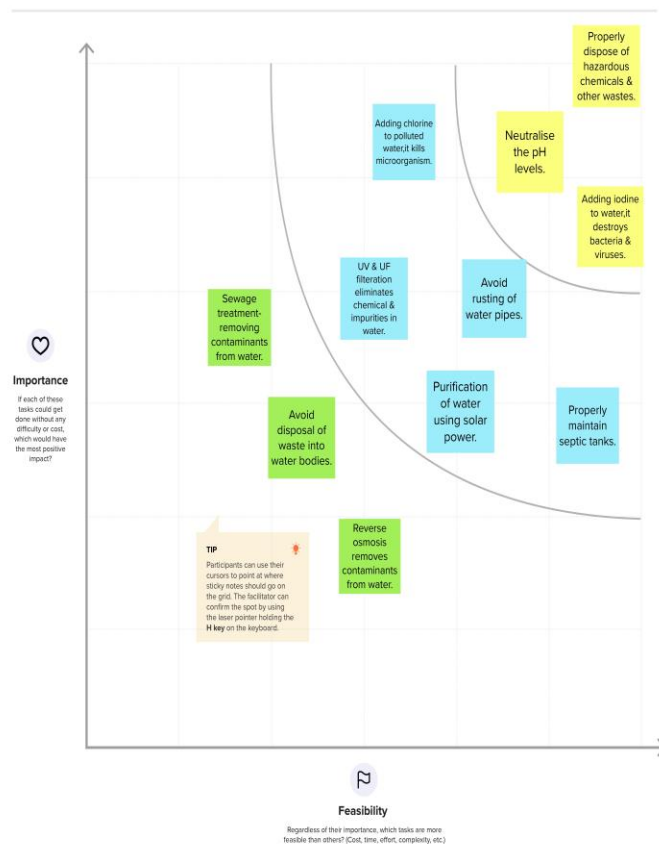 Properly
dispose of
hazardous
chemicals &
other wastes.
Adding chlorine
to polluted
water,it kills
microorganism.
Neutralise
the pH
levels.
Adding iodine
to water,it
destroys
bacteria &
viruses.
UV & UF
filteration
eliminates
chemical &
impurities in
water.
Avoid
rusting of
water pipes.
Sewage
treatment-
removing
contaminants
from water.
Importance
If each of these
tasks could get
done without any
difficulty or cost,
which would have
the most positive
impact?
Purification
of water
using solar
power.
Properly
maintain
septic tanks.
Avoid
disposal of
waste into
water bodies.
Reverse
osmosis
removes
contaminants
from water.
TIP
Participants can use their
cursors to point at where
sticky notes should go on
the grid. The facilitator can
confirm the spot by using
the laser pointer holding the
H key on the keyboard.
Feasibility
Regardless of their importance, which tasks are more
feasible than others? (Cost, time, effort, complexity, etc.)